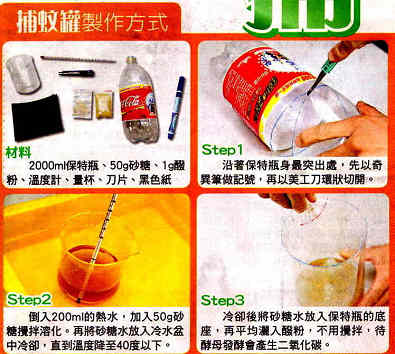 捕蚊罐製作方式
Coca-Cola
材料
2000ml保特瓶、50g砂糖、1g酵
粉、溫度計、量杯、刀片、黑色紙
Step1
沿著保特瓶身最突出處，先以奇
異筆做記號，再以美工刀環狀切開。
Step2
倒入200ml的熱水，加入50g砂
糖攪拌溶化。再將砂糖水放入冷水盆
中冷卻，直到溫度降至40度以下。
Step3
冷卻後將砂糖水放入保特瓶的底
座，再平均灑入酵粉，不用攪拌，待
酵母發酵會產生二氧化碳。